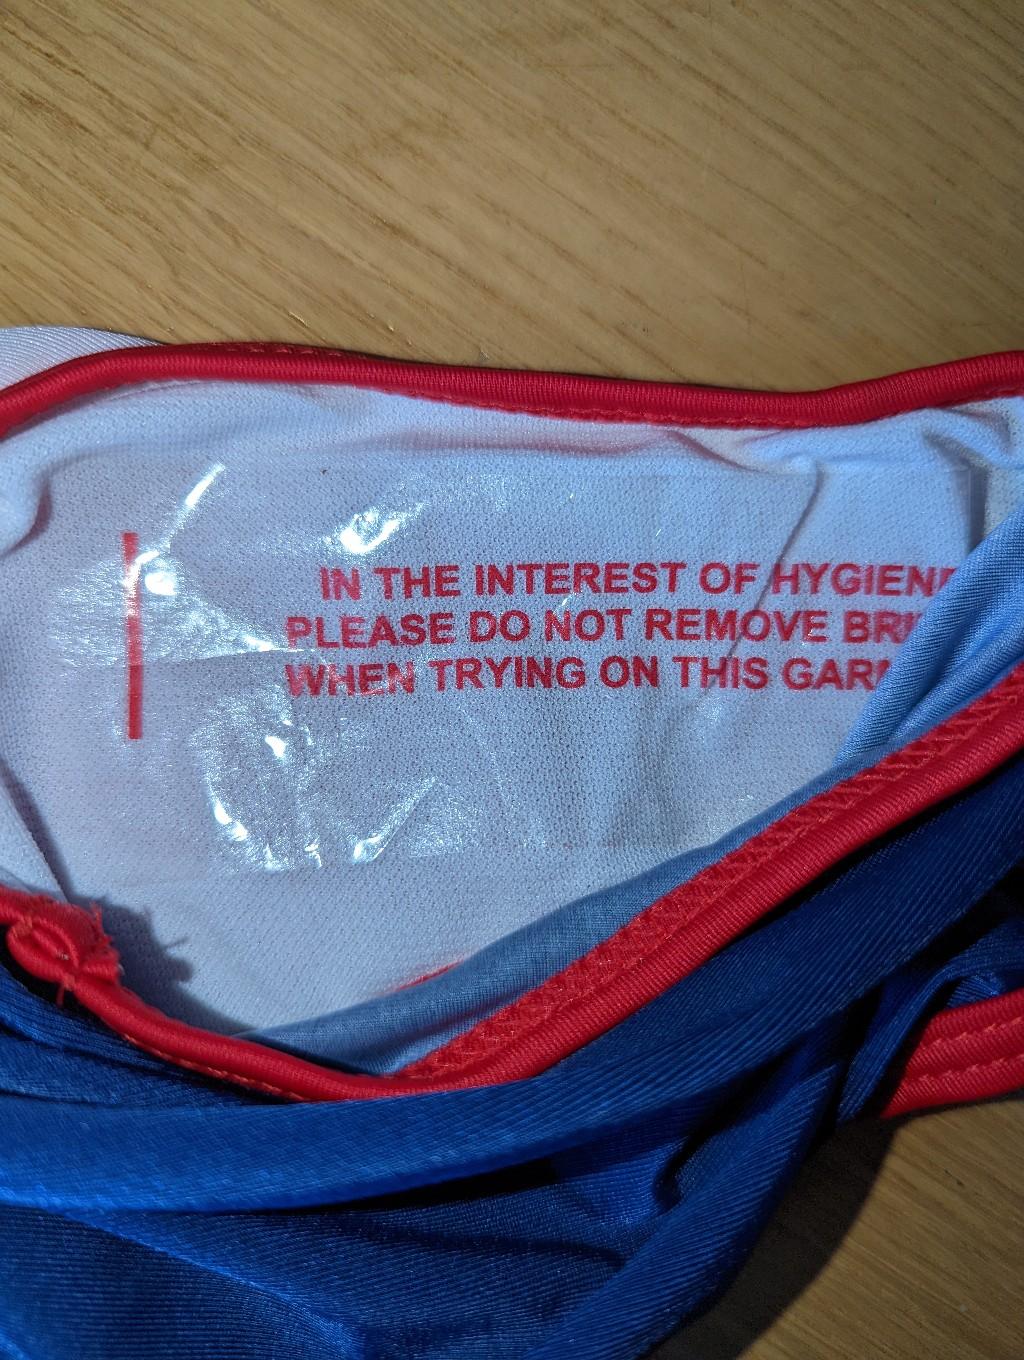 IN THE INTEREST OF HYGIENE
PLEASE DO NOT REMOVE
WHEN TRYING ON THIS